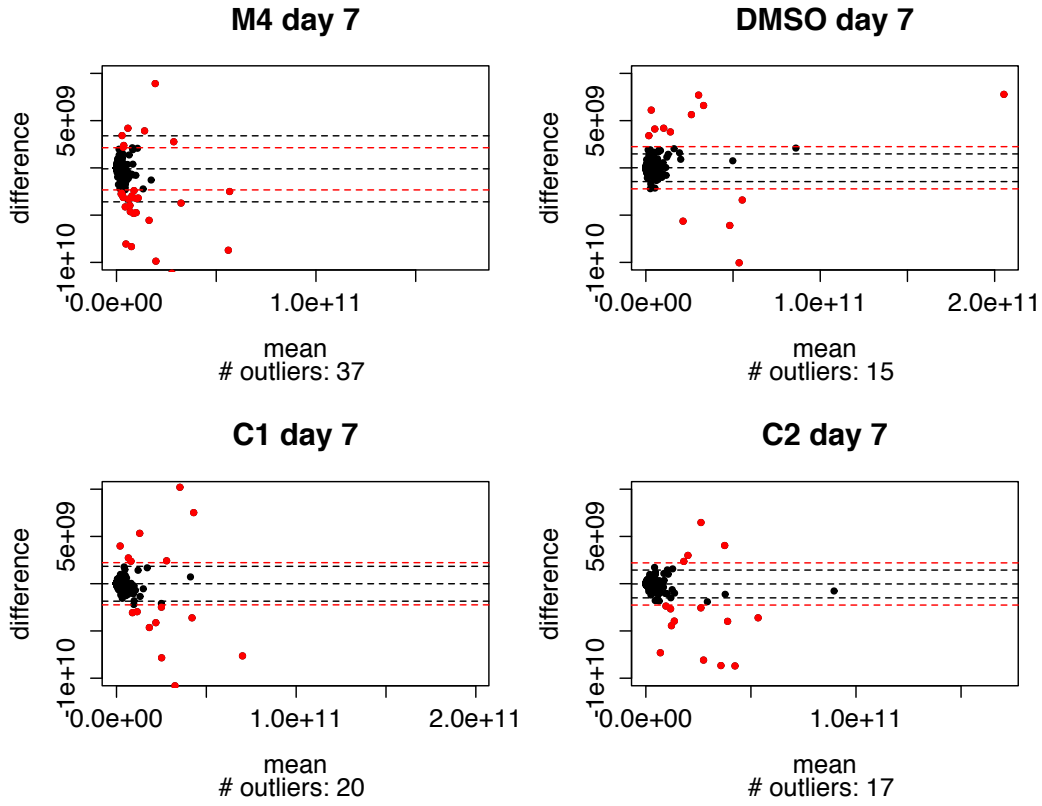 M4 day 7
difference
5e+09
-1e+10
0.0e+00 1.0e+11
mean
# outliers: 37
DMSO day 7
difference
5e+09
-1e+10
0.0e+00 1.0e+11 2.0e+11
mean
# outliers: 15
C1 day 7
difference
5e+09
-1e+10
0.0e+00 1.0e+11 2.0e+11
mean
# outliers: 20
C2 day 7
difference
5e+09
-1e+10
0.0e+00 1.0e+11
mean
# outliers: 17